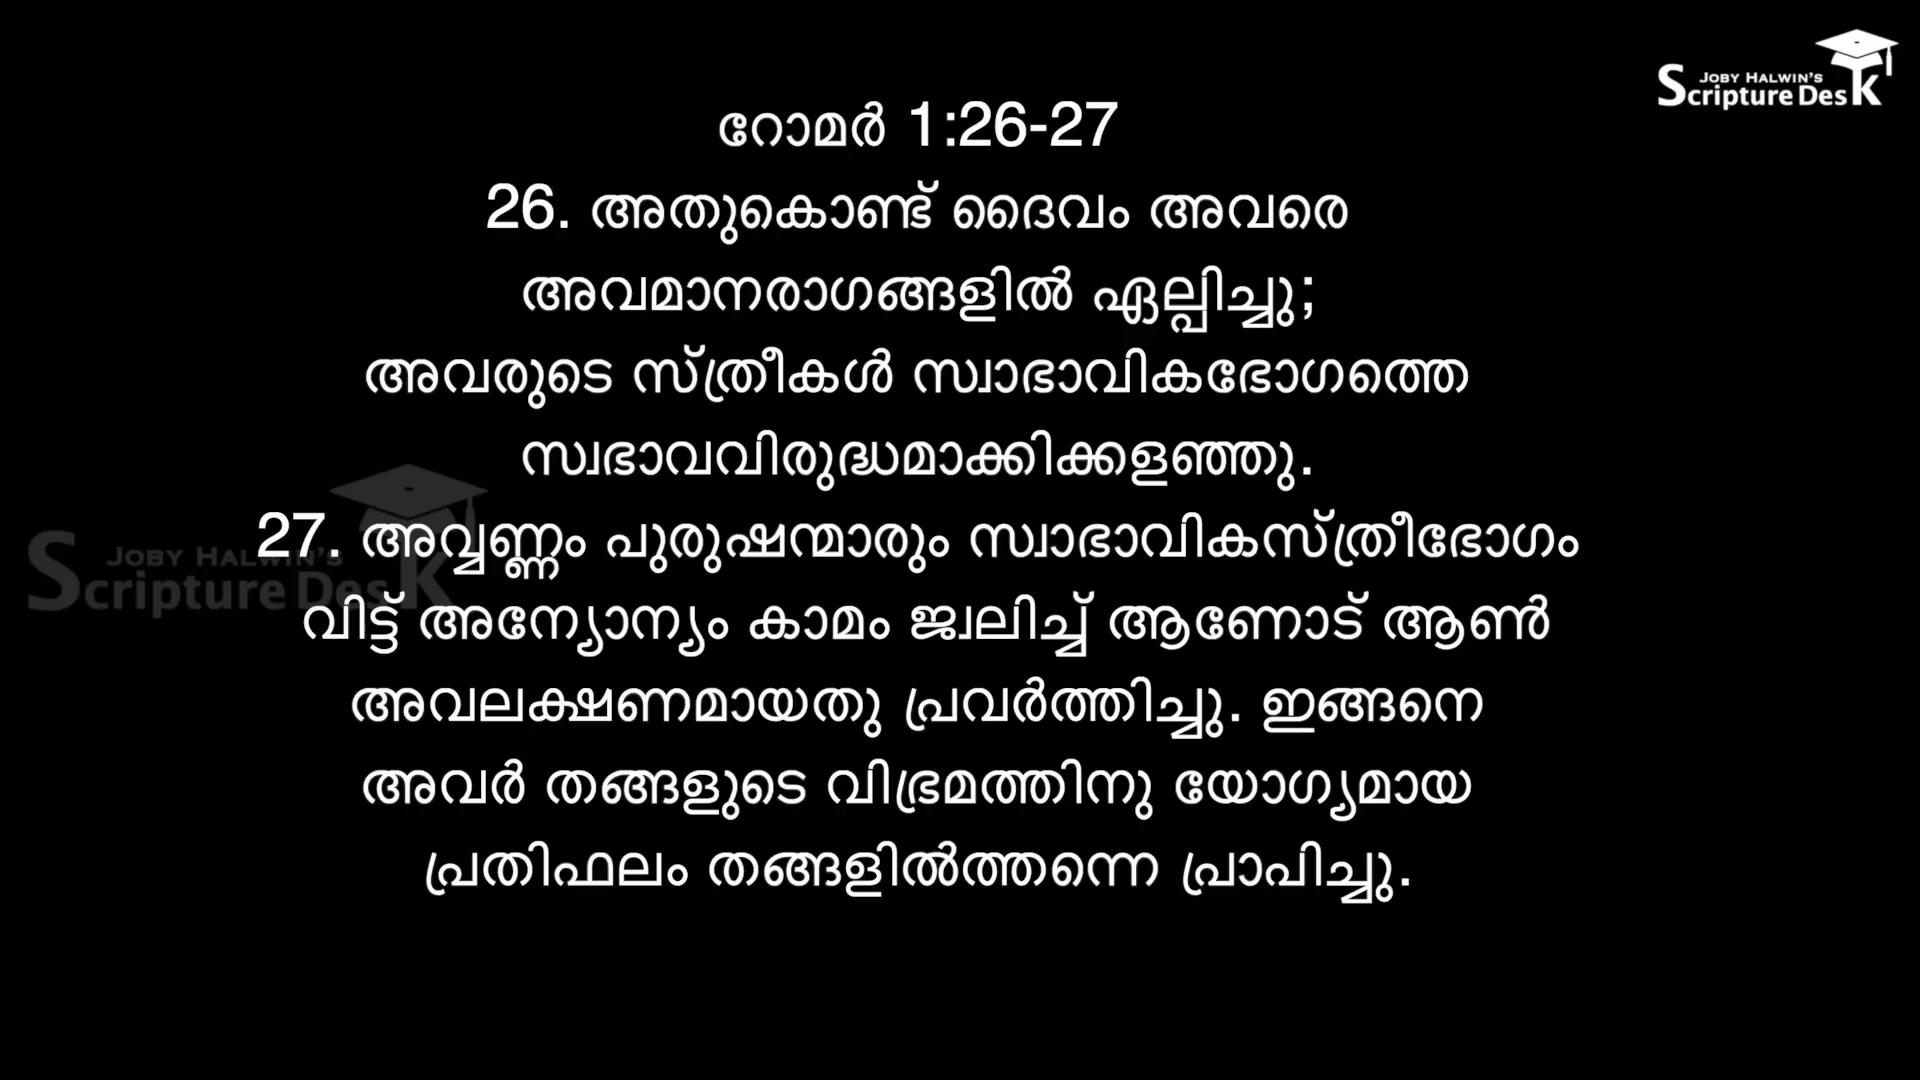 JOBY HALWIN'S
Scripture Desk
റോമർ 1:26-27
26. അതുകൊണ്ട് ദൈവം അവരെ
അവമാനരാഗങ്ങളിൽ ഏല്പിച്ചു;
അവരുടെ സ്ത്രീകൾ സ്വാഭാവികഭോഗത്തെ
സ്വഭാവവിരുദ്ധമാക്കിക്കളഞ്ഞു.
27. അവ്വണ്ണം പുരുഷന്മാരും സ്വാഭാവികസ്ത്രീഭോഗം
വിട്ട് അന്യോന്യം കാമം ജ്വലിച്ച് ആണോട് ആൺ
അവലക്ഷണമായതു പ്രവർത്തിച്ചു. ഇങ്ങനെ
അവർ തങ്ങളുടെ വിഭ്രമത്തിനു യോഗ്യമായ
പ്രതിഫലം തങ്ങളിൽത്തന്നെ പ്രാപിച്ചു.
JOBY HALWIN'S
Scripture Desk